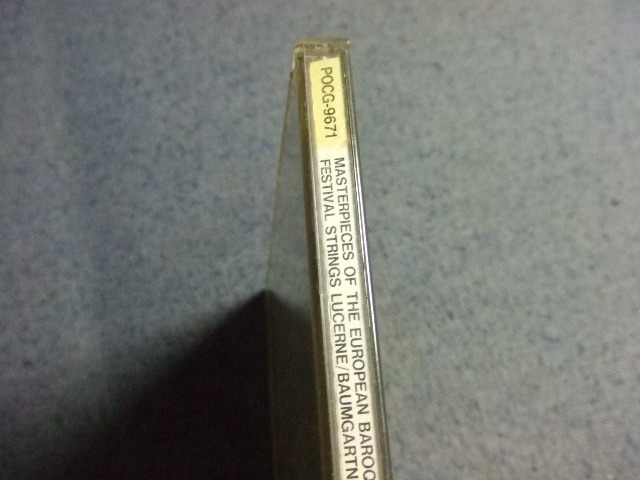 POCG-9671
MASTERPIECES OF THE EUROPEAN BAROQ
FESTIVAL STRINGS LUCERNE/BAUMGARTN